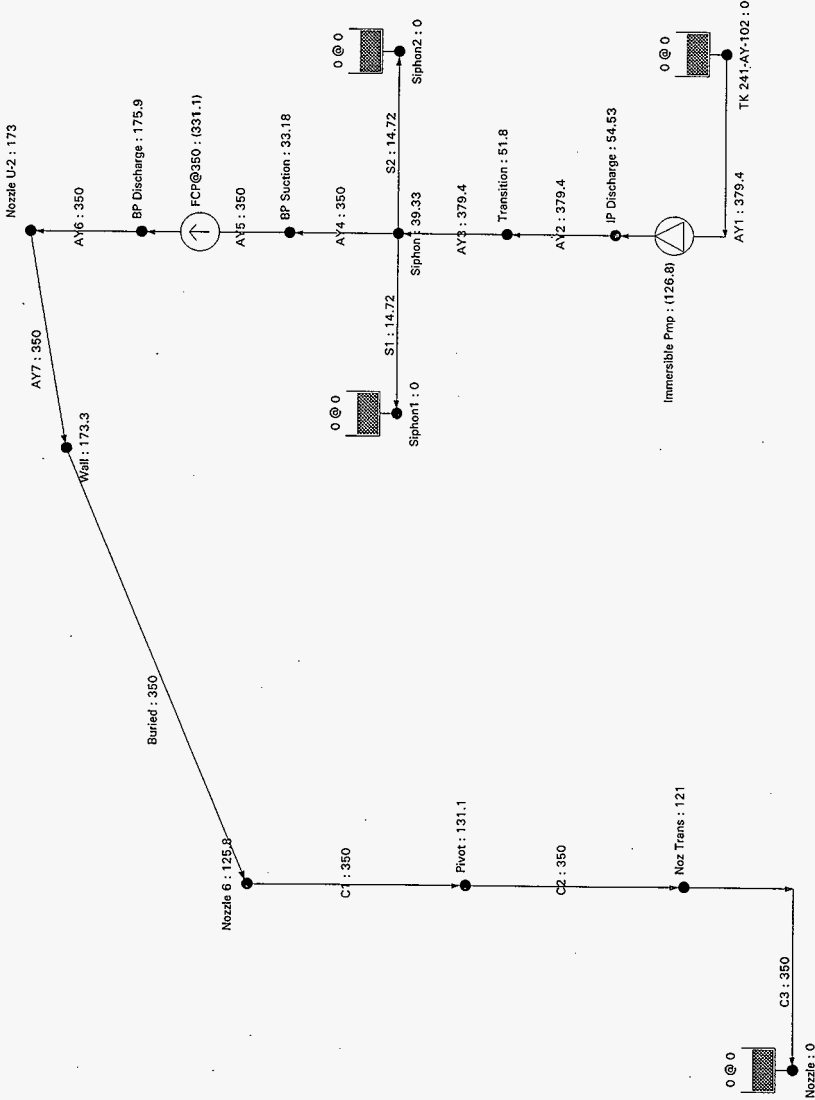 Nozzle U-2 : 173
AY6 : 350
BP Discharge : 175.9
FCP@350 : (331.1)
AY5 : 350
BP Suction : 33.18
AY4 : 350
0 @ 0
Siphon2 : 0
S2 : 14.72
Siphon : 39.33
S1 : 14.72
0 @ 0
Siphon1 : 0
AY3 : 379.4
Transition : 51.8
AY2 : 379.4
JP Discharge : 54.53
Immersible Pmp : (126.8)
AY1 : 379.4
0 @ 0
TK 241-AY-102 : 0
AY7 : 350
Wall : 173.3
Buried : 350
Nozzle 6 : 125.8
C1 : 350
Pivot : 131.1
C2 : 350
Noz Trans : 121
C3 : 350
0 @ 0
Nozzle : 0